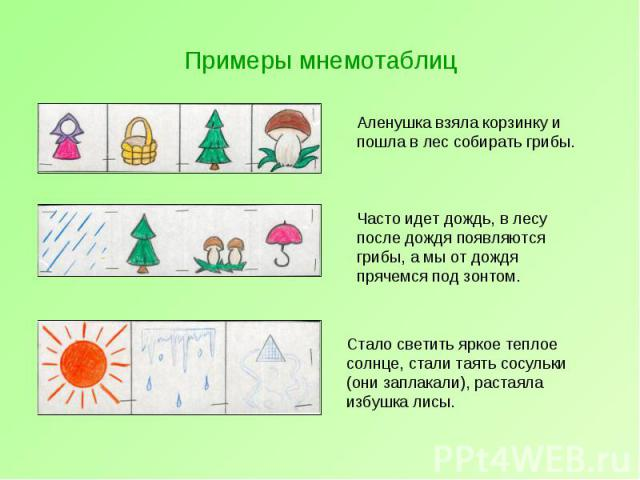 Примеры мнемотаблиц
Аленушка взяла корзинку и
пошла в лес собирать грибы.
Часто идет дождь, в лесу
после дождя появляются
грибы, а мы от дождя
прячемся под зонтом.
Стало светить яркое теплое
солнце, стали таять сосульки
(они заплакали), растаяла
избушка лисы.
PPt4WEB.ru